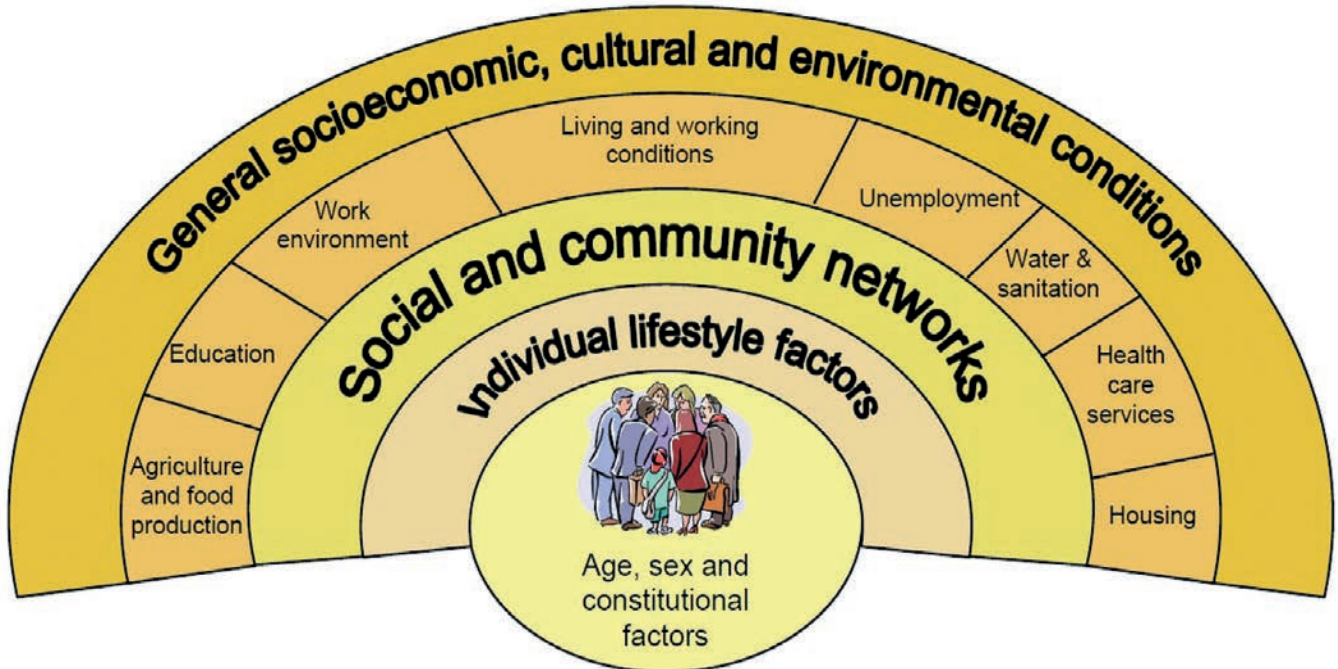 General socioeconomic, cultural and environmental conditions
Living and working
conditions
Work
environment
Unemployment
Education
Water &
sanitation
Agriculture
and food
production
Health
care
services
Housing
Social and community networks
Individual lifestyle factors
Age, sex and
constitutional
factors